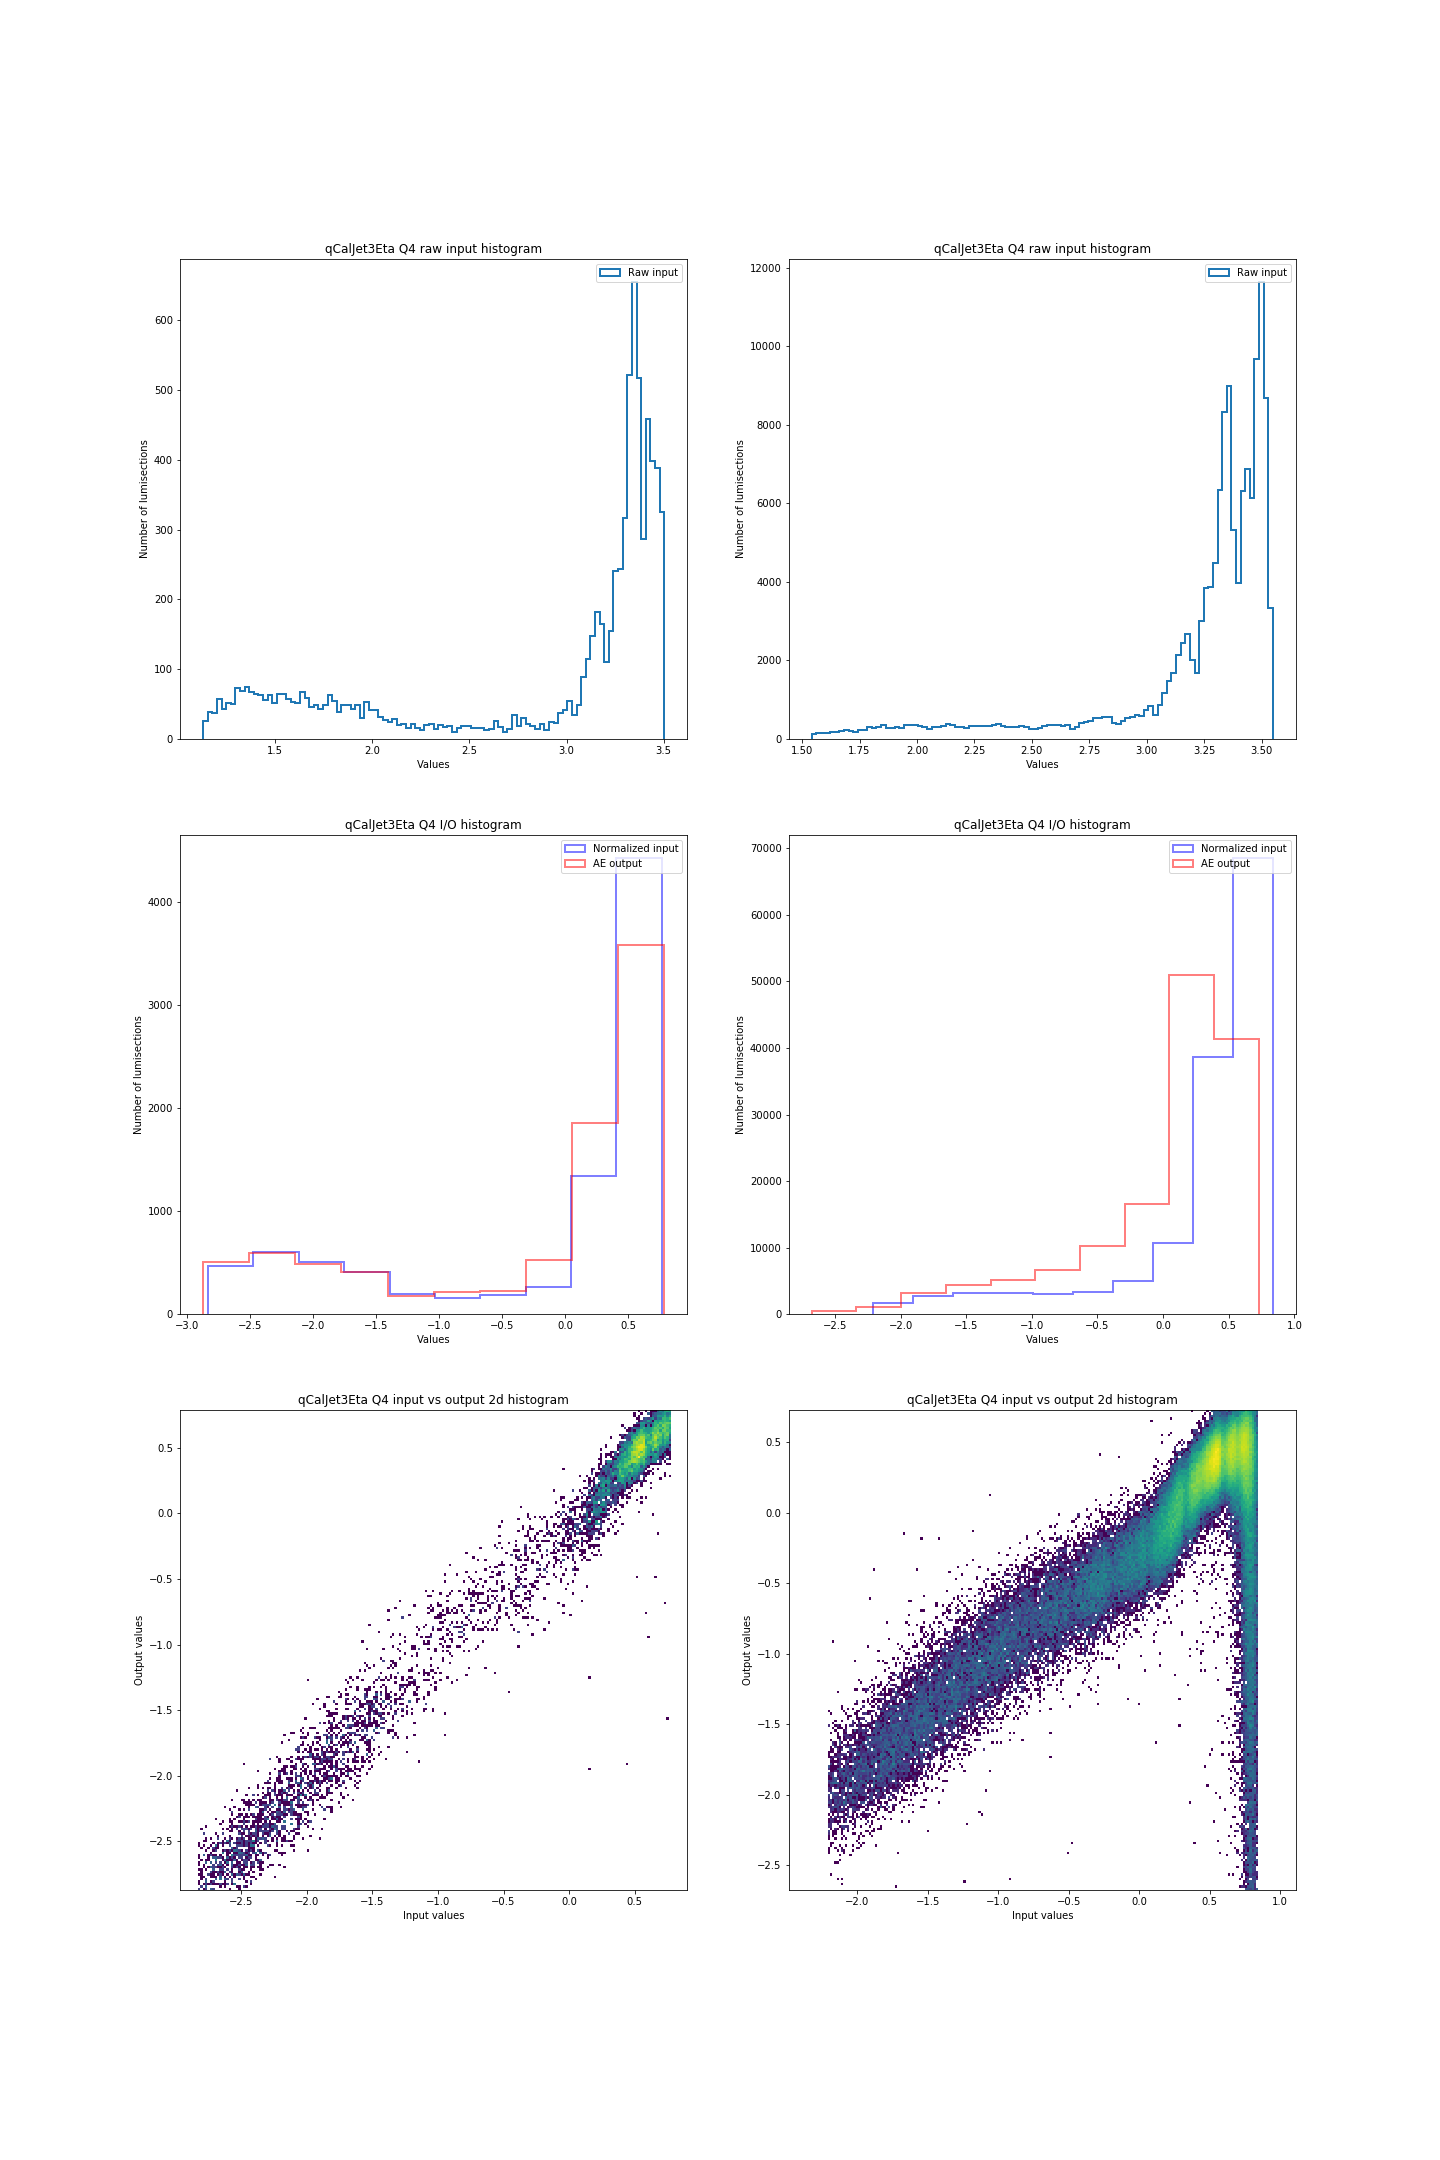 qCalJet3Eta Q4 raw input histogram
Raw input
600
500
400
300
200
100
0
1.5 2.0 2.5 3.0 3.5
Values
Number of lumisections
qCalJet3Eta Q4 raw input histogram
Raw input
12000
10000
8000
6000
4000
2000
0
1.50 1.75 2.00 2.25 2.50 2.75 3.00 3.25 3.50
Values
Number of lumisections
qCalJet3Eta Q4 I/O histogram
Normalized input
AE output
4000
3000
2000
1000
0
−3.0 −2.5 −2.0 −1.5 −1.0 −0.5 0.0 0.5
Values
Number of lumisections
qCalJet3Eta Q4 I/O histogram
Normalized input
AE output
70000
60000
50000
40000
30000
20000
10000
0
−2.5 −2.0 −1.5 −1.0 −0.5 0.0 0.5 1.0
Values
Number of lumisections
qCalJet3Eta Q4 input vs output 2d histogram
0.5
0.0
−0.5
−1.0
−1.5
−2.0
−2.5
−2.5 −2.0 −1.5 −1.0 −0.5 0.0 0.5
Input values
Output values
qCalJet3Eta Q4 input vs output 2d histogram
0.5
0.0
−0.5
−1.0
−1.5
−2.0
−2.5
−2.0 −1.5 −1.0 −0.5 0.0 0.5 1.0
Input values
Output values